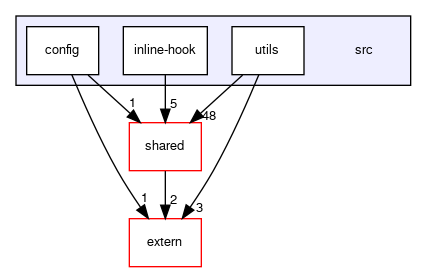 config
inline-hook
utils
src
1
5
48
shared
1
2
3
extern